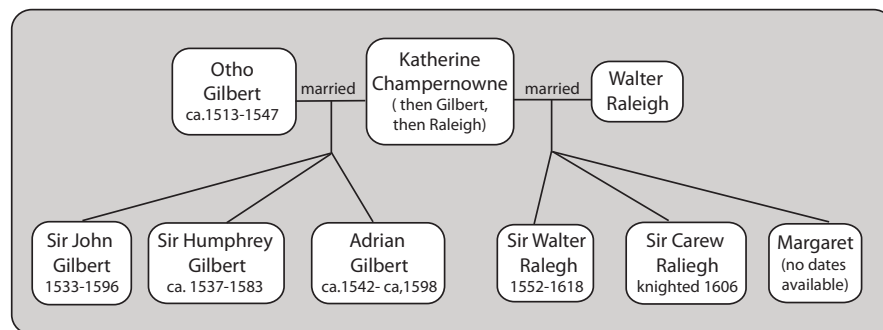 Otho
Gilbert
ca.1513-1547
married
Katherine
Champernowne
( then Gilbert,
then Raleigh)
married
Walter
Raleigh
Sir John
Gilbert
1533-1596
Sir Humphrey
Gilbert
ca. 1537-1583
Adrian
Gilbert
ca.1542- ca,1598
Sir Walter
Ralegh
1552-1618
Sir Carew
Raliegh
knighted 1606
Margaret
(no dates
available)